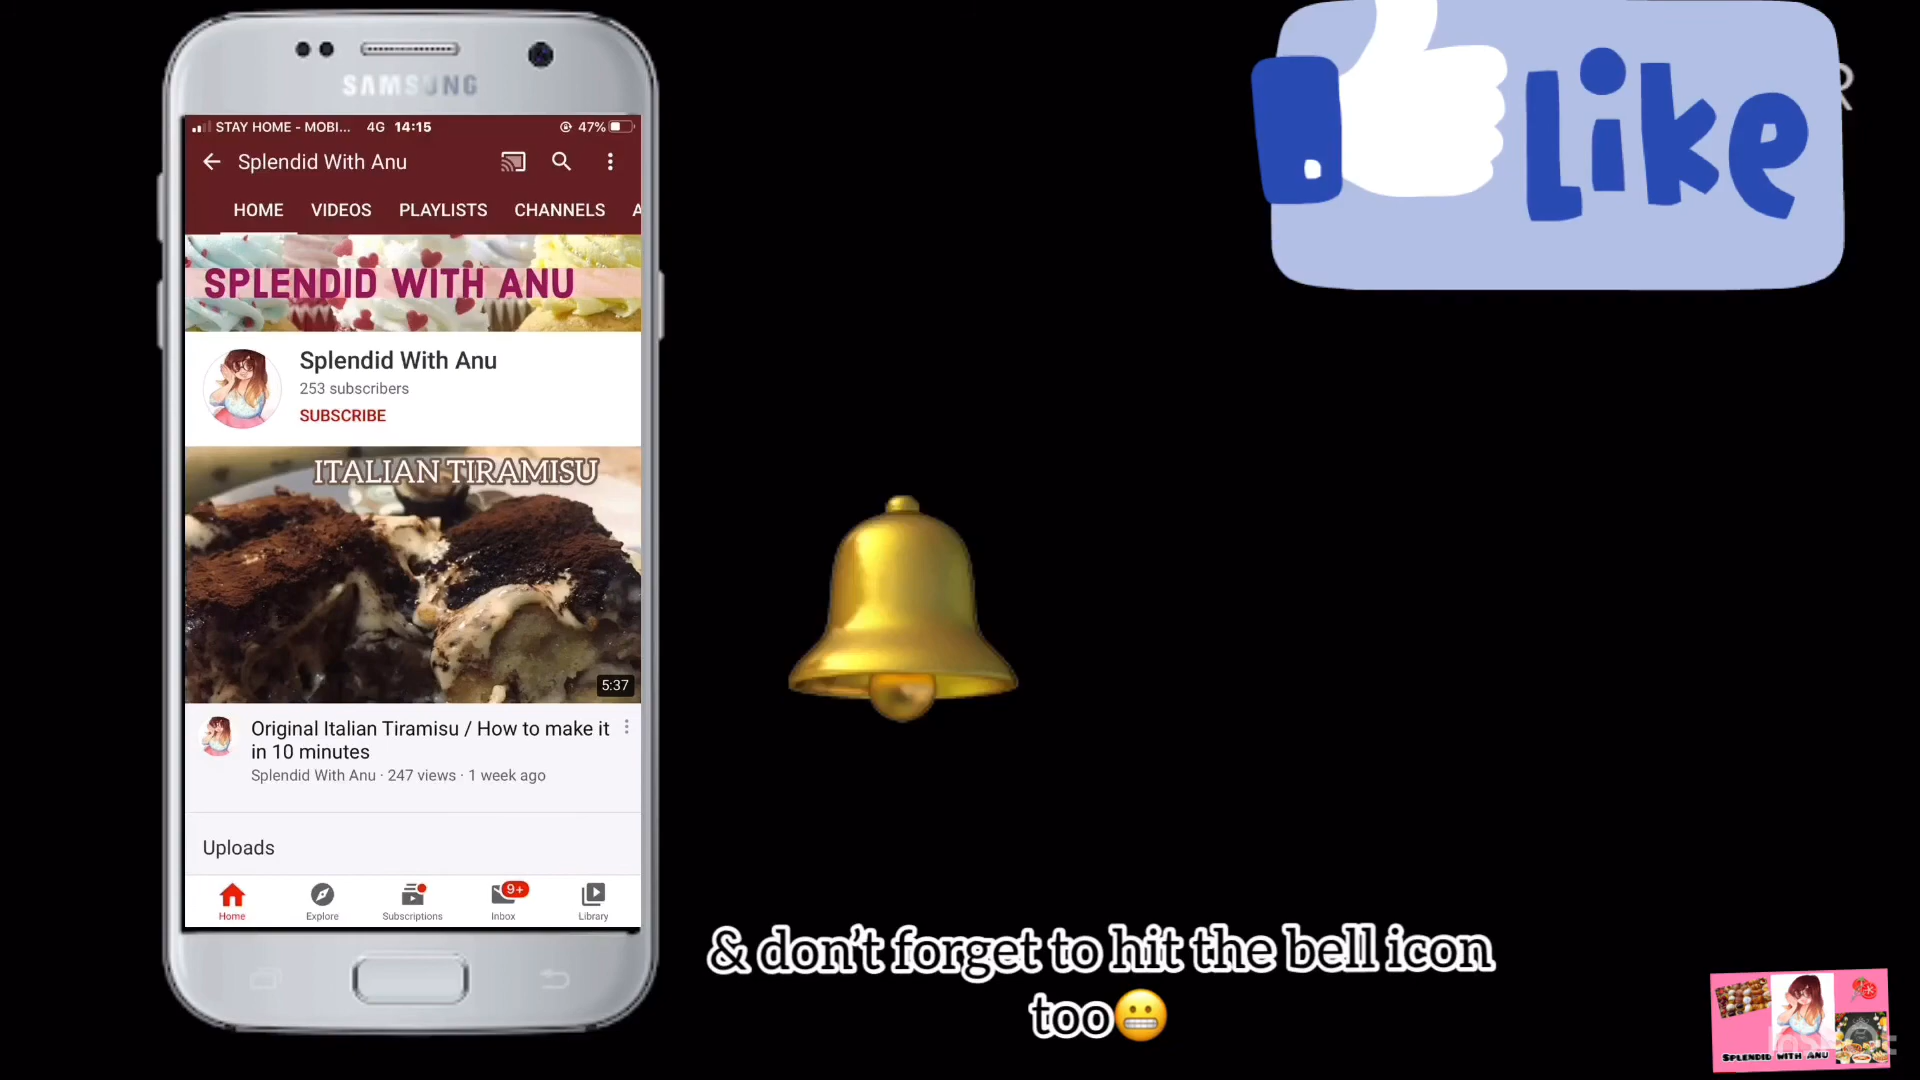 SAMSUNG
STAY HOME - MOBI... 4G 14:15 47%
Splendid With Anu
HOME VIDEOS PLAYLISTS CHANNELS A
SPLENDID WITH ANU
Splendid With Anu
253 subscribers
SUBSCRIBE
ITALIAN TIRAMISU
5:37
Original Italian Tiramisu / How to make it
in 10 minutes
Splendid With Anu · 247 views · 1 week ago
Uploads
9+
Home Explore Subscriptions Inbox Library
Like
R
& don't forget to hit the bell icon
too😬
SPLENDID WITH ANU